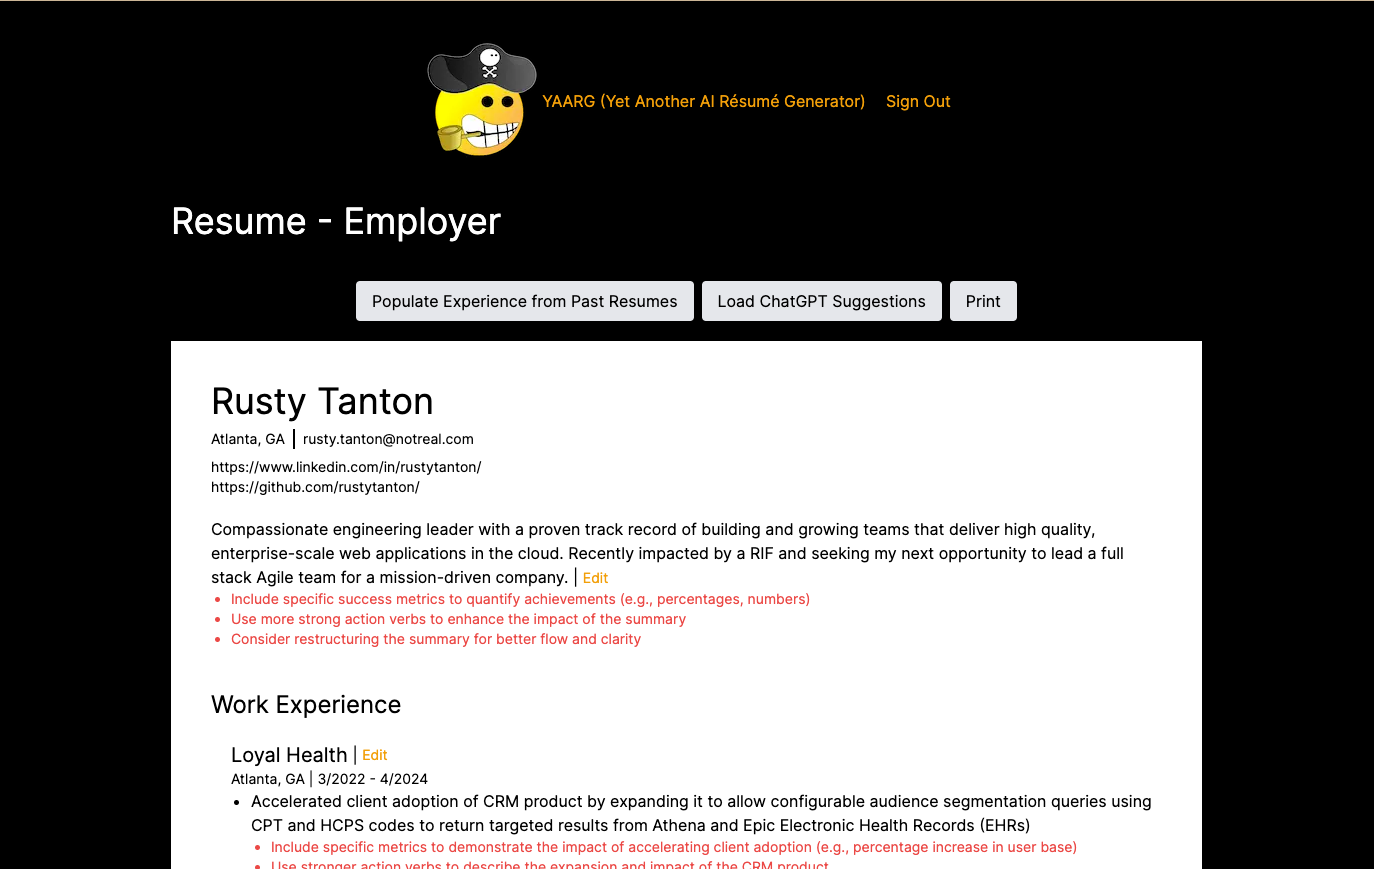 YAARG (Yet Another AI Résumé Generator) Sign Out
Resume - Employer
Populate Experience from Past Resumes Load ChatGPT Suggestions Print
Rusty Tanton
Atlanta, GA | rusty.tanton@notreal.com
https://www.linkedin.com/in/rustytanton/
https://github.com/rustytanton/
Compassionate engineering leader with a proven track record of building and growing teams that deliver high quality,
enterprise-scale web applications in the cloud. Recently impacted by a RIF and seeking my next opportunity to lead a full
stack Agile team for a mission-driven company. | Edit
• Include specific success metrics to quantify achievements (e.g., percentages, numbers)
• Use more strong action verbs to enhance the impact of the summary
• Consider restructuring the summary for better flow and clarity
Work Experience
Loyal Health | Edit
Atlanta, GA | 3/2022 - 4/2024
• Accelerated client adoption of CRM product by expanding it to allow configurable audience segmentation queries using
CPT and HCPS codes to return targeted results from Athena and Epic Electronic Health Records (EHRs)
• Include specific metrics to demonstrate the impact of accelerating client adoption (e.g., percentage increase in user base)
• Use stronger action verbs to describe the expansion and impact of the CRM product